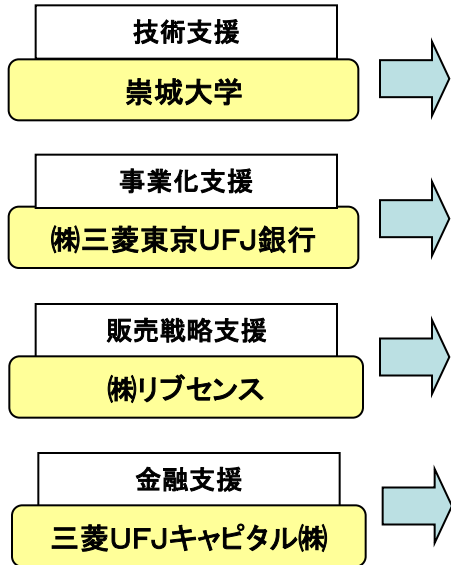 技術支援
崇城大学
事業化支援
㈱三菱東京UFJ銀行
販売戦略支援
㈱リブセンス
金融支援
三菱UFJキャピタル㈱